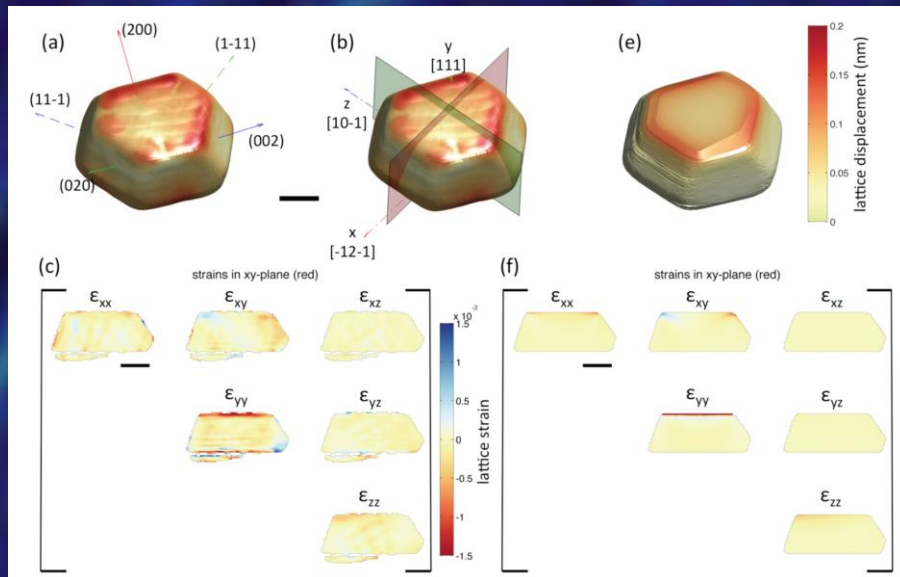 (a)
(200)
(1-11)
(11-1)
(002)
(020)
(b)
y
[111]
z
[10-1]
x
[-12-1]
(e)
0.2
0.15
0.1
0.05
0
lattice displacement (nm)
(c)
strains in xy-plane (red)
εxx
εxy
εxz
εyy
εyz
εzz
x 10⁻³
1.5
1
0.5
0
-0.5
-1
-1.5
lattice strain
(f)
strains in xy-plane (red)
εxx
εxy
εxz
εyy
εyz
εzz